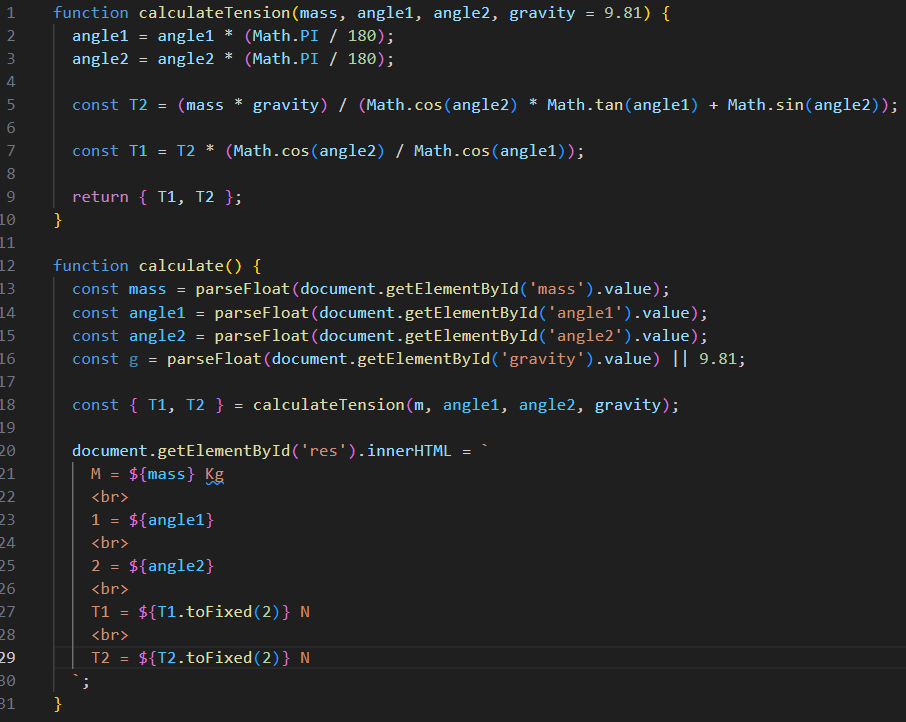 1 function calculateTension(mass, angle1, angle2, gravity = 9.81) {
2 angle1 = angle1 * (Math.PI / 180);
3 angle2 = angle2 * (Math.PI / 180);
4
5 const T2 = (mass * gravity) / (Math.cos(angle2) * Math.tan(angle1) + Math.sin(angle2));
6
7 const T1 = T2 * (Math.cos(angle2) / Math.cos(angle1));
8
9 return { T1, T2 };
10 }
11
12 function calculate() {
13 const mass = parseFloat(document.getElementById('mass').value);
14 const angle1 = parseFloat(document.getElementById('angle1').value);
15 const angle2 = parseFloat(document.getElementById('angle2').value);
16 const g = parseFloat(document.getElementById('gravity').value) || 9.81;
17
18 const { T1, T2 } = calculateTension(m, angle1, angle2, gravity);
19
20 document.getElementById('res').innerHTML = `
21 M = ${mass} Kg
22 <br>
23 1 = ${angle1}
24 <br>
25 2 = ${angle2}
26 <br>
27 T1 = ${T1.toFixed(2)} N
28 <br>
29 T2 = ${T2.toFixed(2)} N
30 `;
31 }